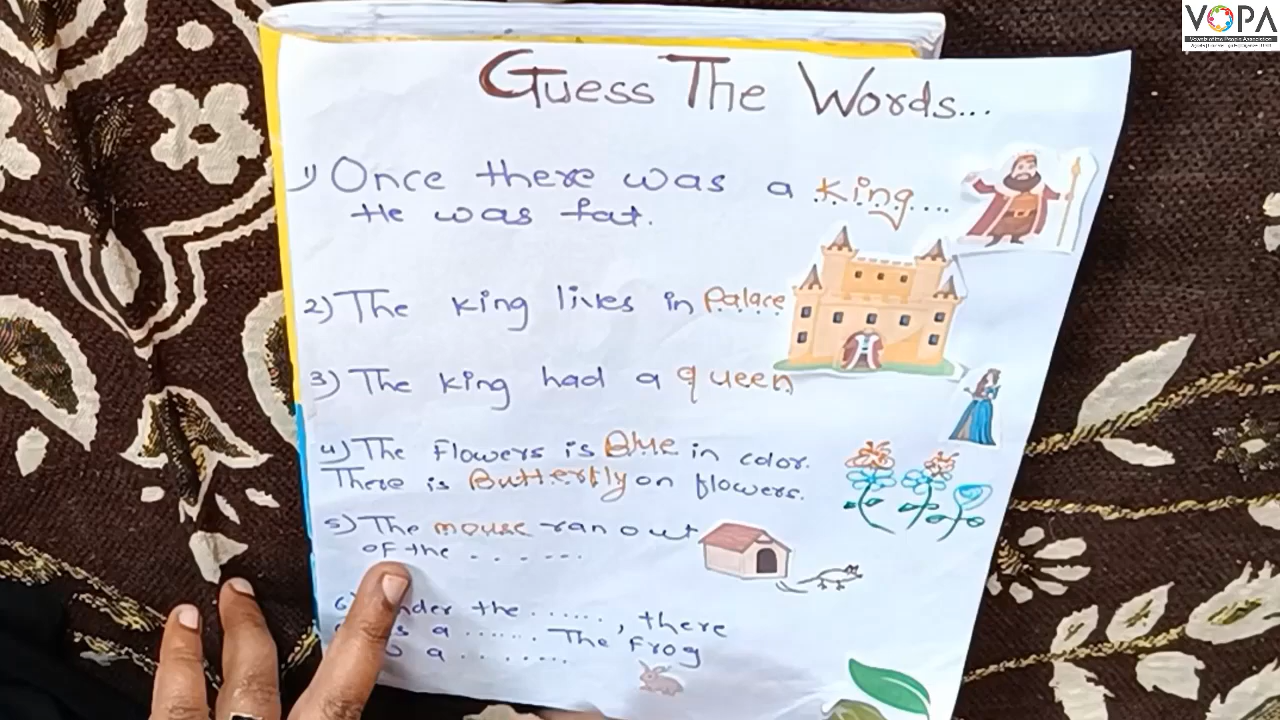 VOPA
Guess The Words...
1) Once there was a king....
He was fat.
2) The king lives in Palace
3) The king had a queen
4) The flowers is Blue in color.
There is Butterfly on flowers.
5) The mouse ran out
of the .......
6) the ......, there
a ...... The Frog
a ........